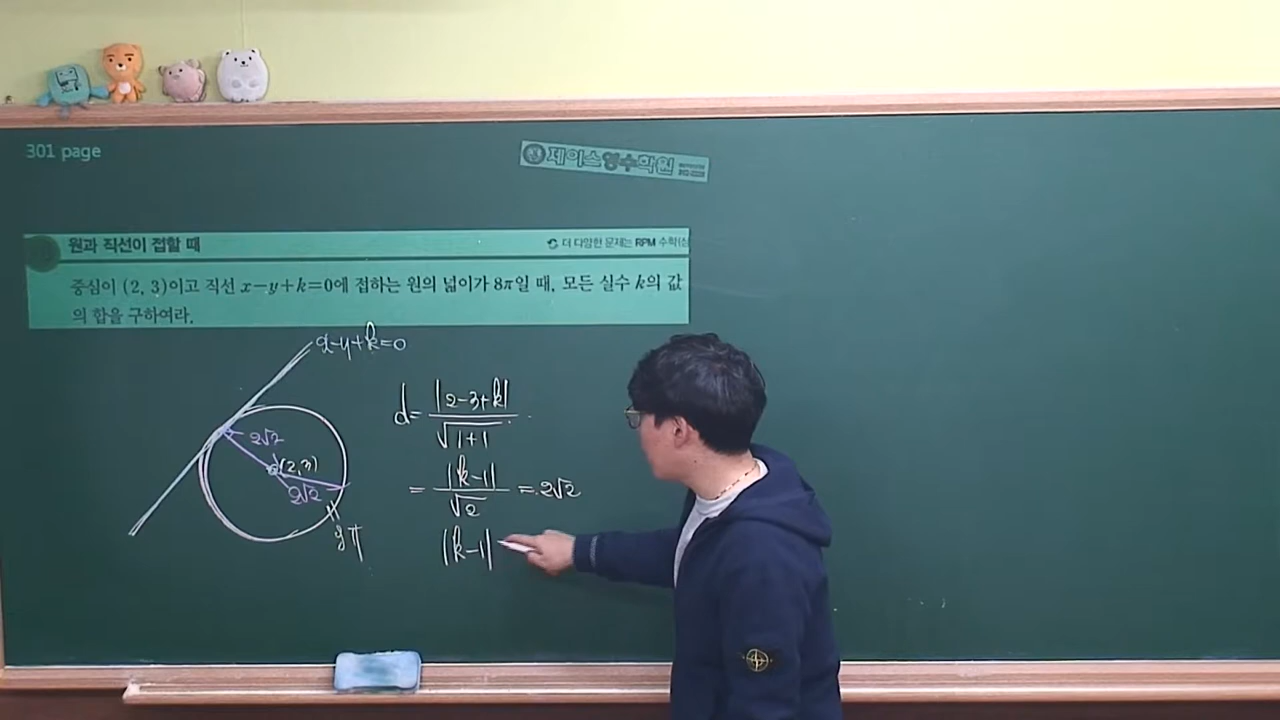 301 page
제이스영수학원
원과 직선이 접할 때
더 다양한 문제는 RPM 수학(상
중심이 (2, 3)이고 직선 x-y+k=0에 접하는 원의 넓이가 8π일 때, 모든 실수 k의 값
의 합을 구하여라.
x-y+k=0
2√2
(2,3)
2√2
8π
d= |2-3+k| / √1+1
= |k-1| / √2 = 2√2
|k-1|